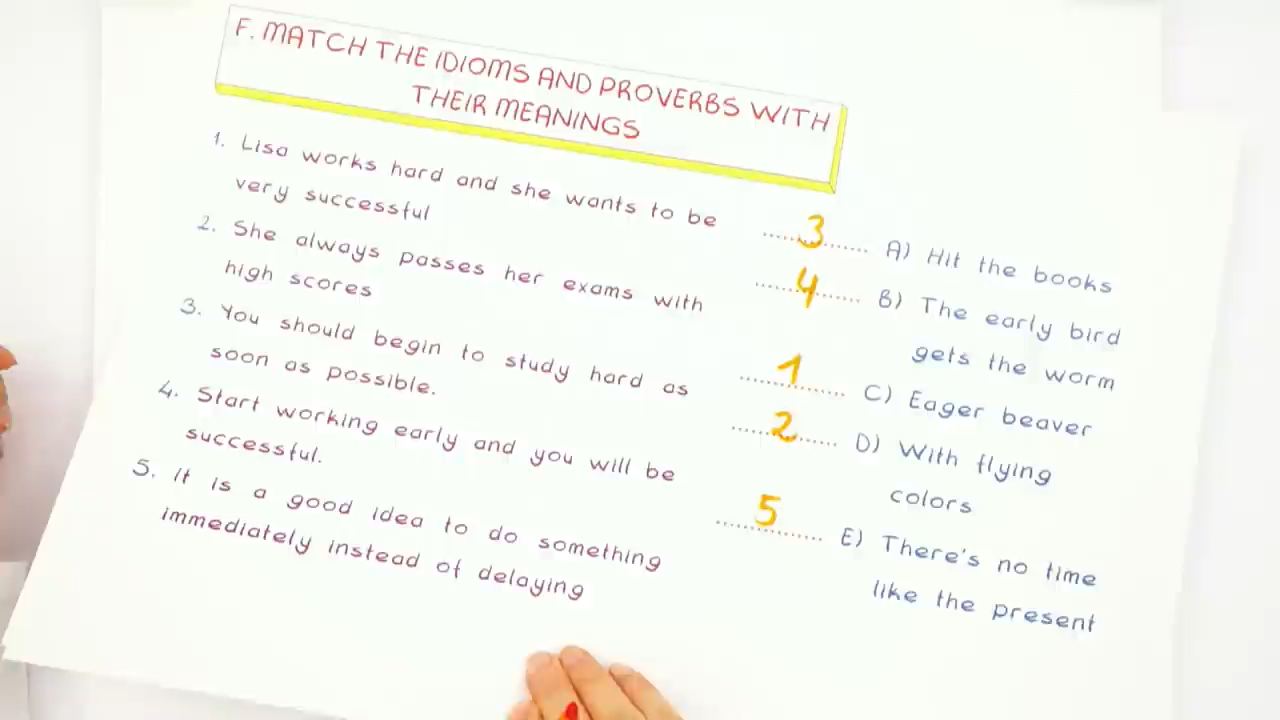 F. MATCH THE IDIOMS AND PROVERBS WITH
THEIR MEANINGS
1. Lisa works hard and she wants to be
very successful
2. She always passes her exams with
high scores
3. You should begin to study hard as
soon as possible.
4. Start working early and you will be
successful.
5. It is a good idea to do something
immediately instead of delaying
....3.... A) Hit the books
....4.... B) The early bird
gets the worm
....1.... C) Eager beaver
....2.... D) With flying
colors
....5.... E) There's no time
like the present